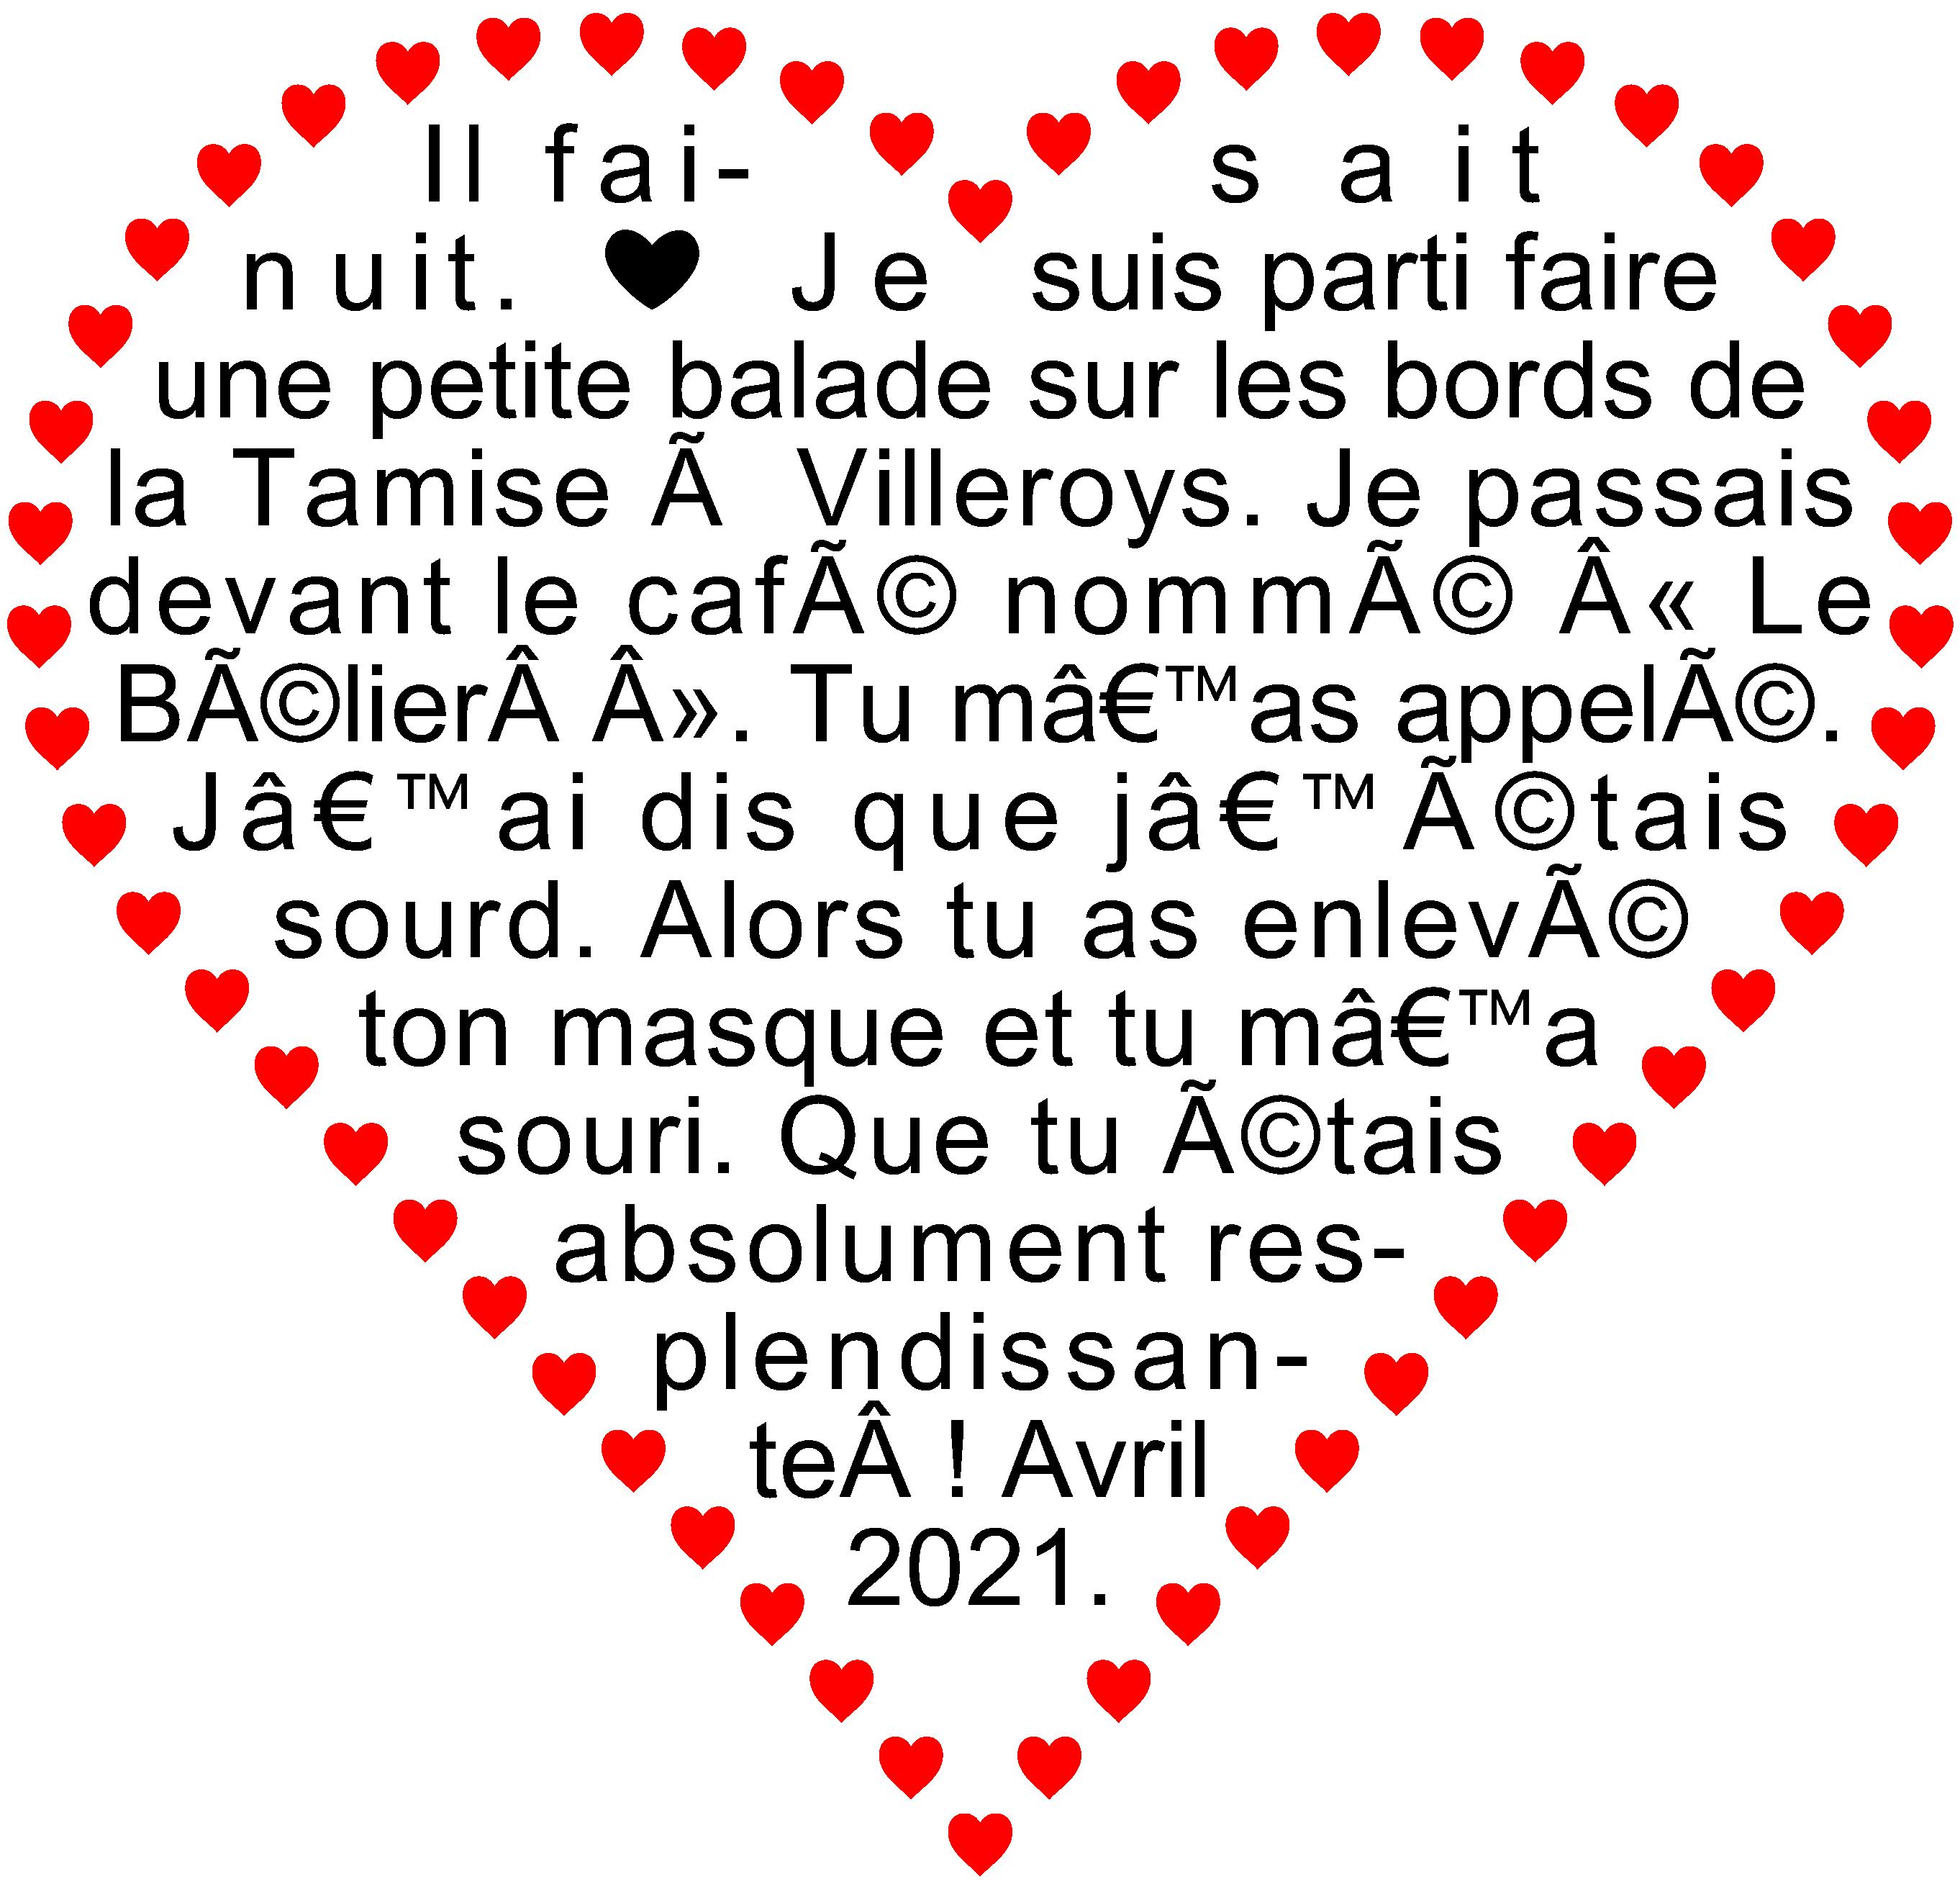 Il fai- sait
nuit. ♥ Je suis parti faire
une petite balade sur les bords de
la Tamise Ã Villeroys. Je passais
devant le cafÃ© nommÃ© Â« Le
BÃ©lierÂ Â». Tu mâ€™as appelÃ©.
Jâ€™ai dis que jâ€™Ã©tais
sourd. Alors tu as enlevÃ©
ton masque et tu mâ€™a
souri. Que tu Ã©tais
absolument res-
plendissan-
teÂ ! Avril
2021.